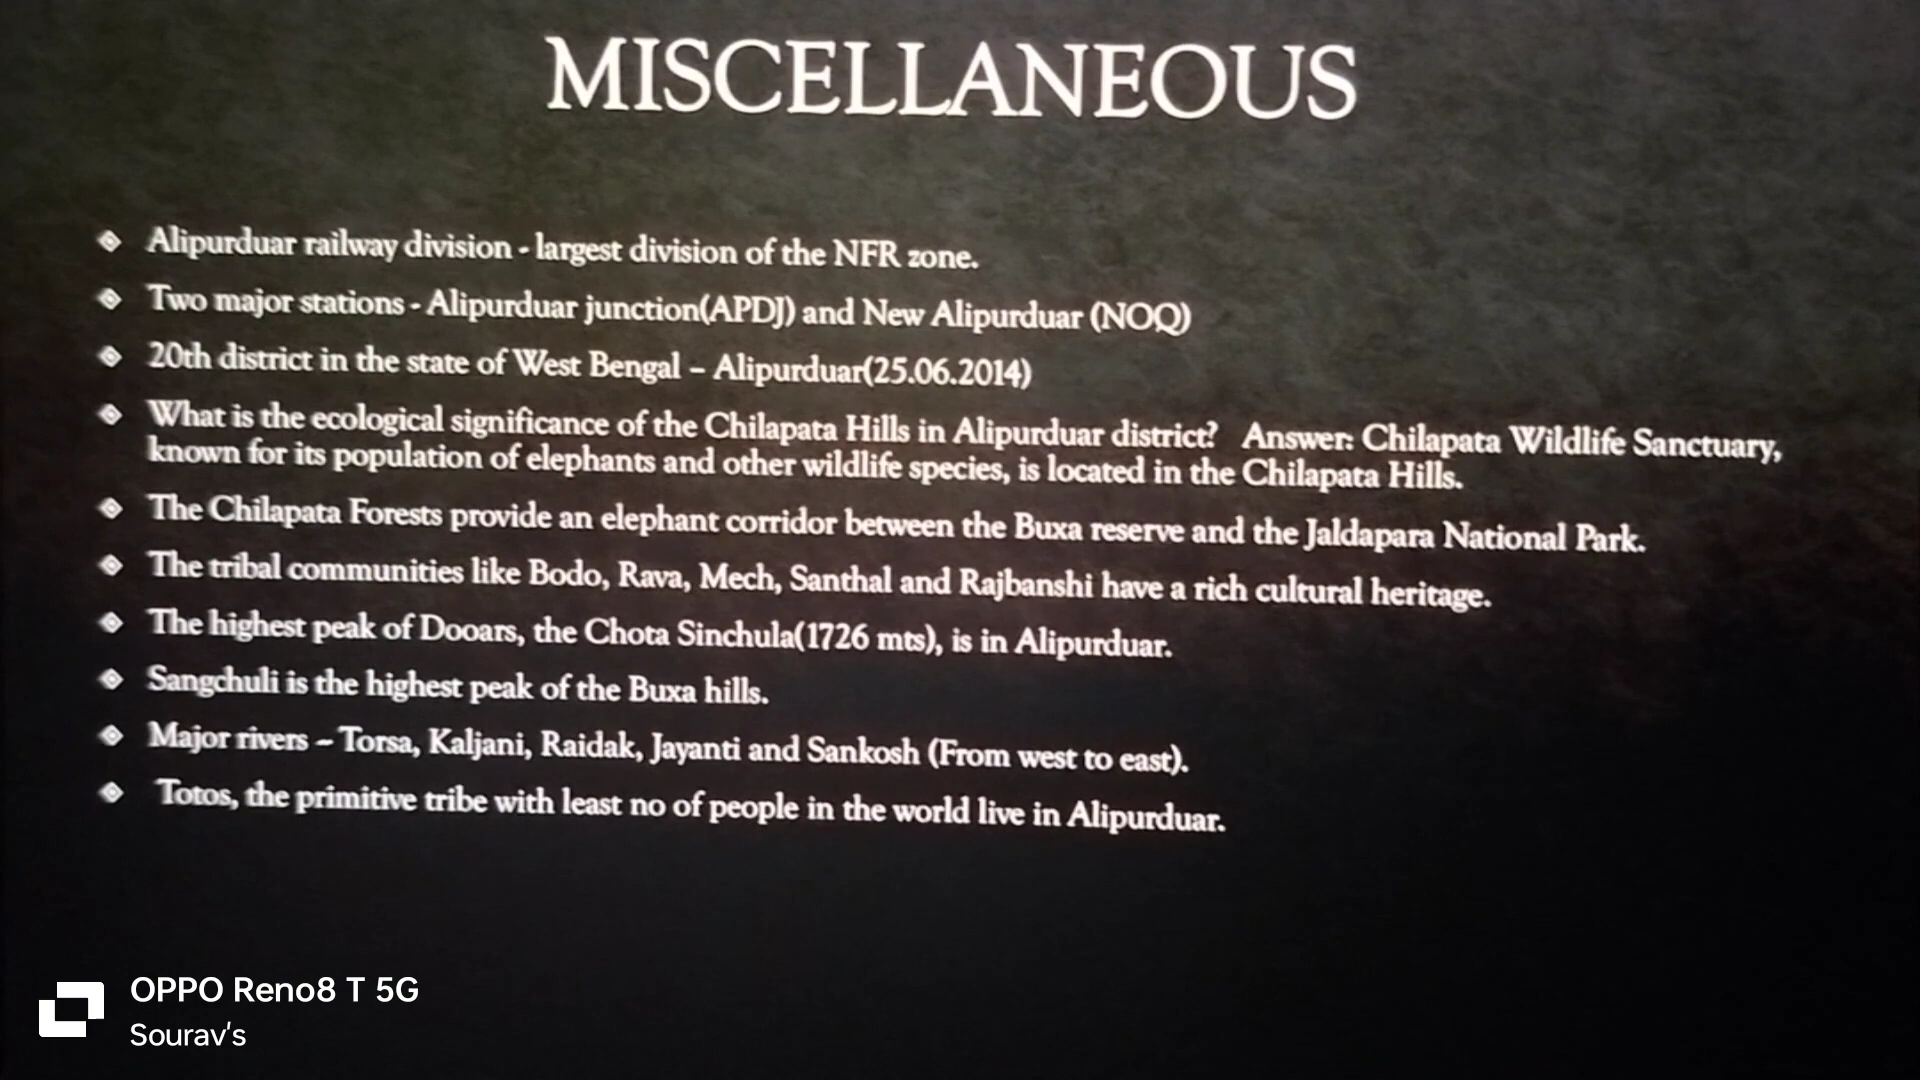 MISCELLANEOUS
Alipurduar railway division - largest division of the NFR zone.
Two major stations - Alipurduar junction(APDJ) and New Alipurduar (NOQ)
20th district in the state of West Bengal – Alipurduar(25.06.2014)
What is the ecological significance of the Chilapata Hills in Alipurduar district? Answer: Chilapata Wildlife Sanctuary,
known for its population of elephants and other wildlife species, is located in the Chilapata Hills.
The Chilapata Forests provide an elephant corridor between the Buxa reserve and the Jaldapara National Park.
The tribal communities like Bodo, Rava, Mech, Santhal and Rajbanshi have a rich cultural heritage.
The highest peak of Dooars, the Chota Sinchula(1726 mts), is in Alipurduar.
Sangchuli is the highest peak of the Buxa hills.
Major rivers – Torsa, Kaljani, Raidak, Jayanti and Sankosh (From west to east).
Totos, the primitive tribe with least no of people in the world live in Alipurduar.
OPPO Reno8 T 5G
Sourav's